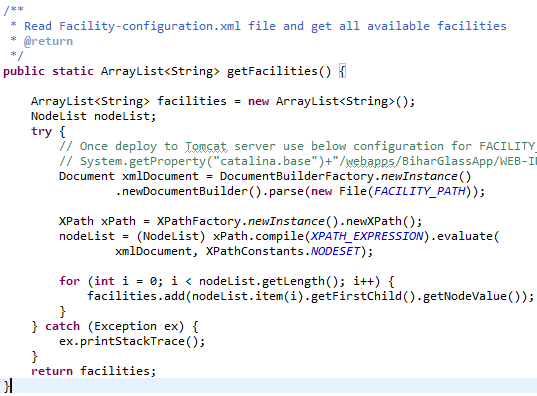 /**
 * Read Facility-configuration.xml file and get all available facilities
 * @return
 */
public static ArrayList<String> getFacilities() {
    ArrayList<String> facilities = new ArrayList<String>();
    NodeList nodeList;
    try {
        // Once deploy to Tomcat server use below configuration for FACILITY_
        // System.getProperty("catalina.base")+"/webapps/BiharGlassApp/WEB-I
        Document xmlDocument = DocumentBuilderFactory.newInstance()
                .newDocumentBuilder().parse(new File(FACILITY_PATH));
        XPath xPath = XPathFactory.newInstance().newXPath();
        nodeList = (NodeList) xPath.compile(XPATH_EXPRESSION).evaluate(
                xmlDocument, XPathConstants.NODESET);
        for (int i = 0; i < nodeList.getLength(); i++) {
            facilities.add(nodeList.item(i).getFirstChild().getNodeValue());
        }
    } catch (Exception ex) {
        ex.printStackTrace();
    }
    return facilities;
}